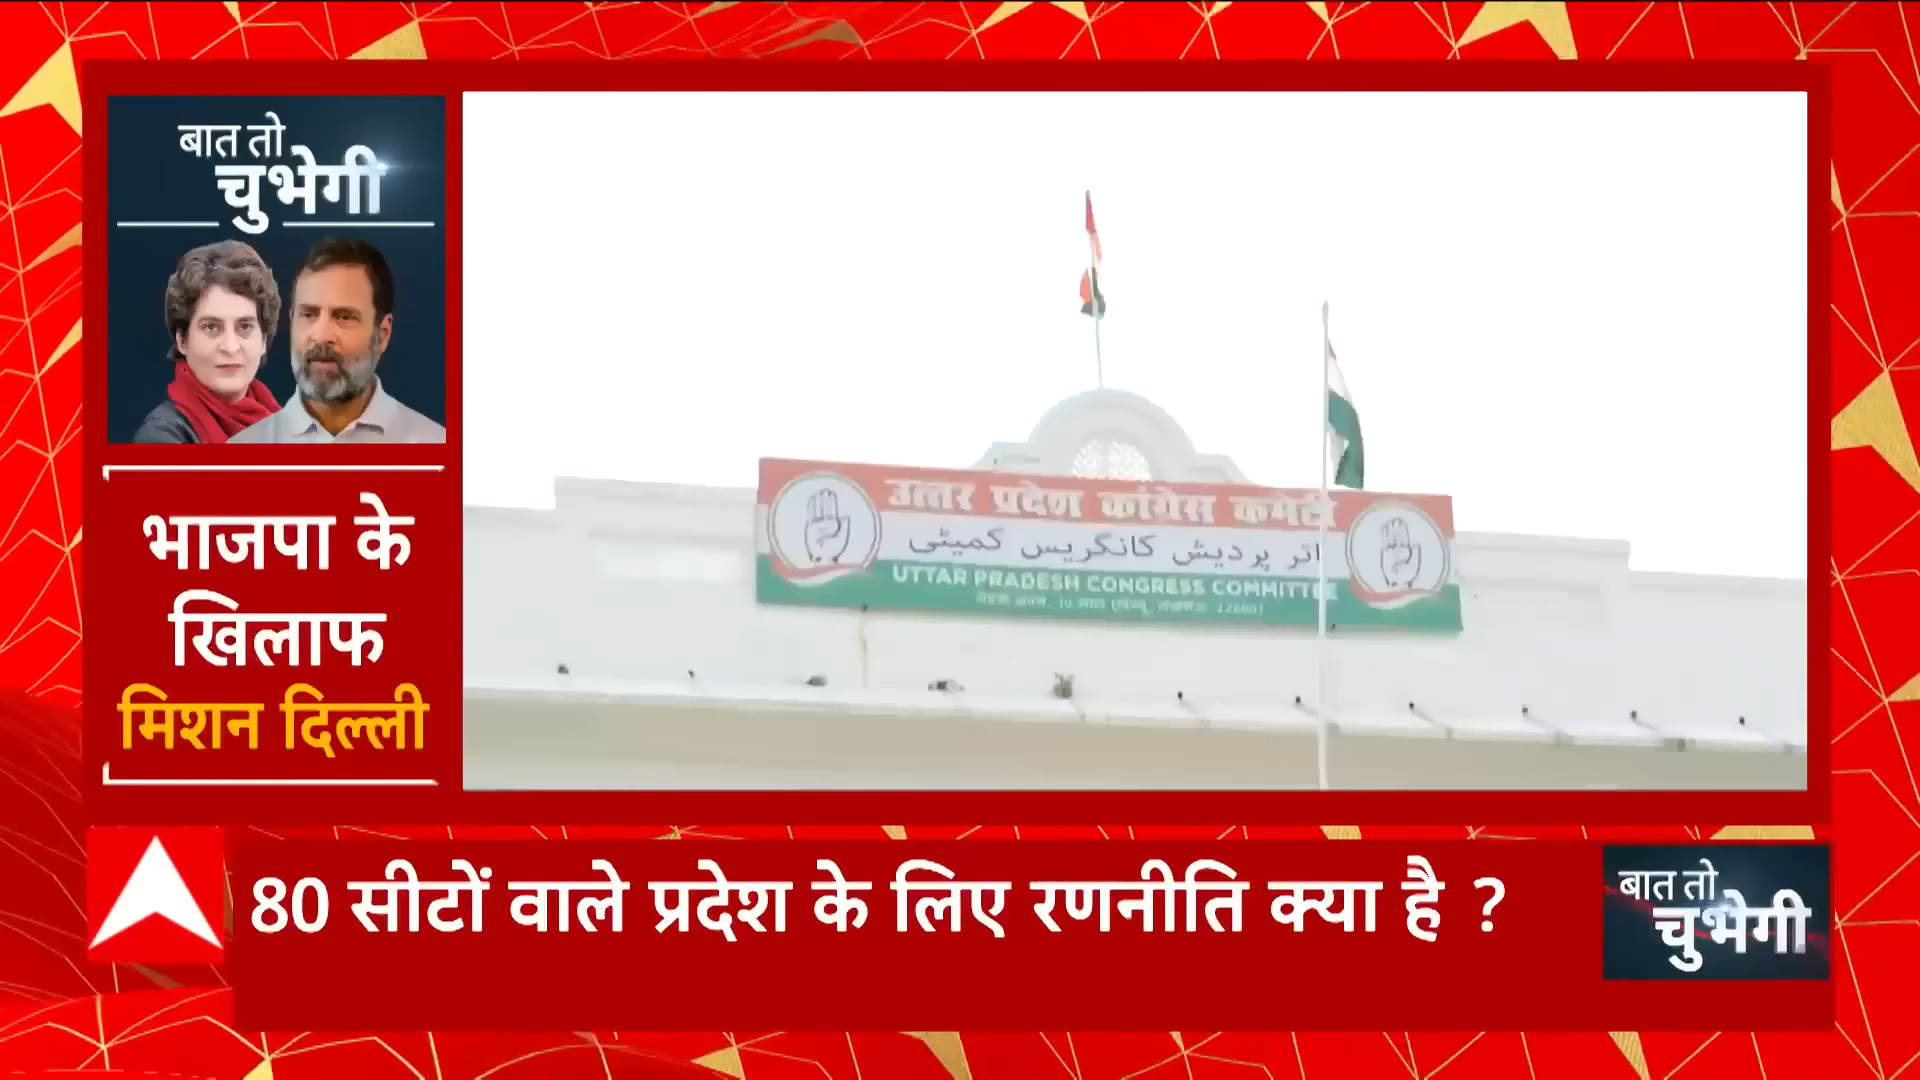 बात तो
चुभेगी
भाजपा के
खिलाफ
मिशन दिल्ली
उत्तर प्रदेश कांग्रेस कमेटी
اتر پردیش کانگریس کمیٹی
UTTAR PRADESH CONGRESS COMMITTEE
80 सीटों वाले प्रदेश के लिए रणनीति क्या है ?
बात तो
चुभेगी